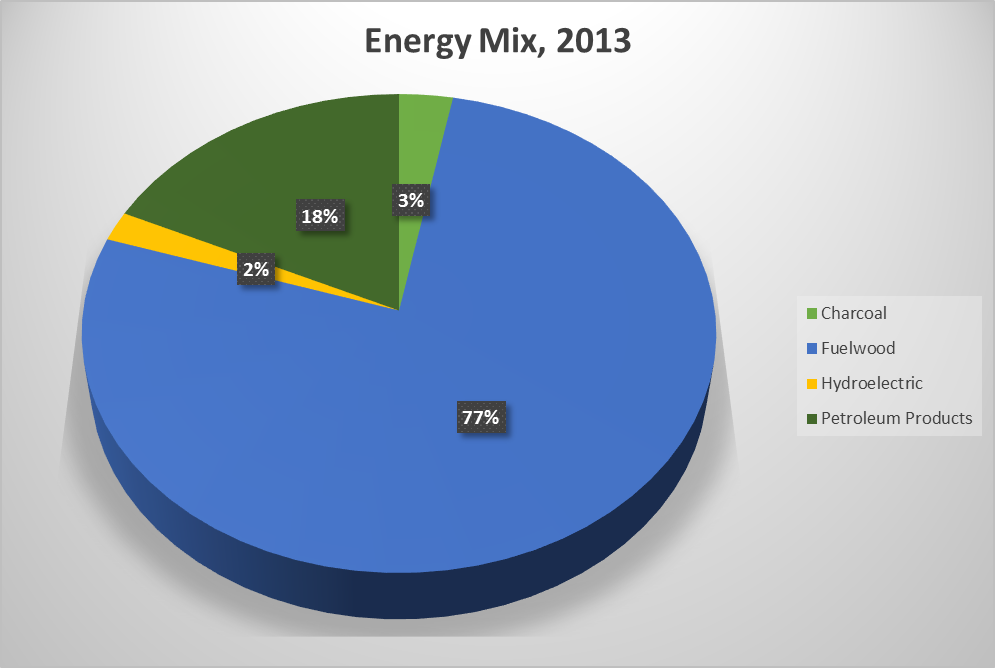 Energy Mix, 2013
3%
18%
2%
77%
Charcoal
Fuelwood
Hydroelectric
Petroleum Products